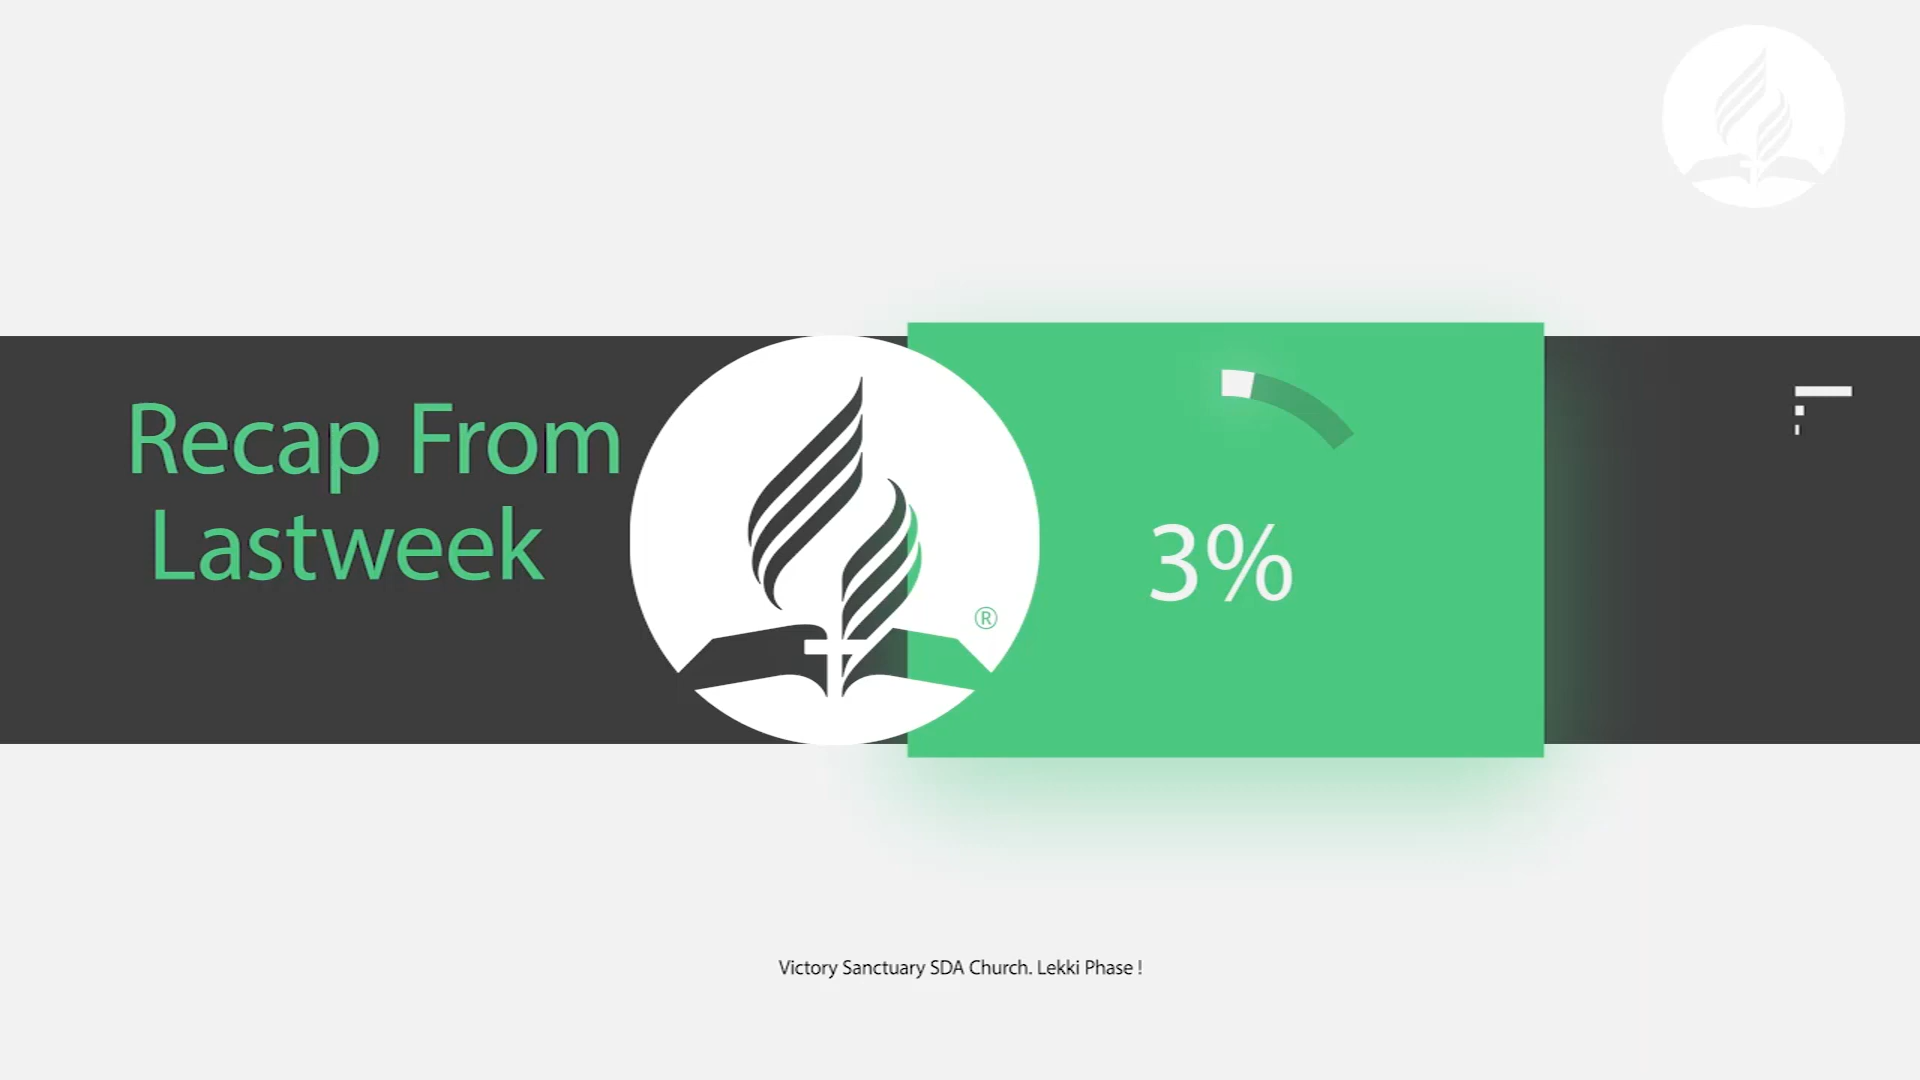 Recap From
Lastweek
®
3%
Victory Sanctuary SDA Church. Lekki Phase !